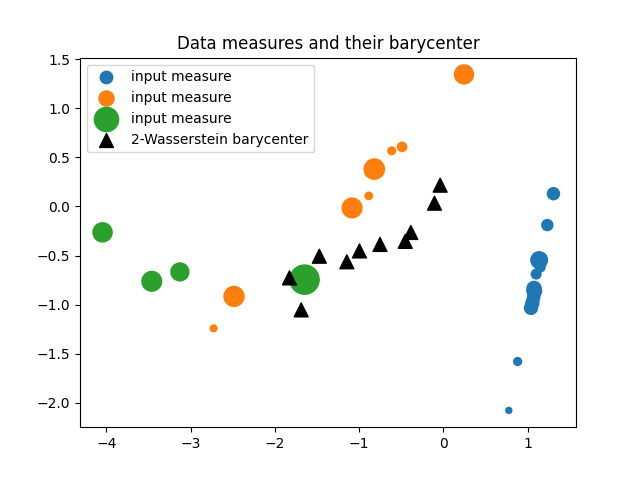 Data measures and their barycenter
input measure
input measure
input measure
2-Wasserstein barycenter
1.5
1.0
0.5
0.0
−0.5
−1.0
−1.5
−2.0
−4 −3 −2 −1 0 1